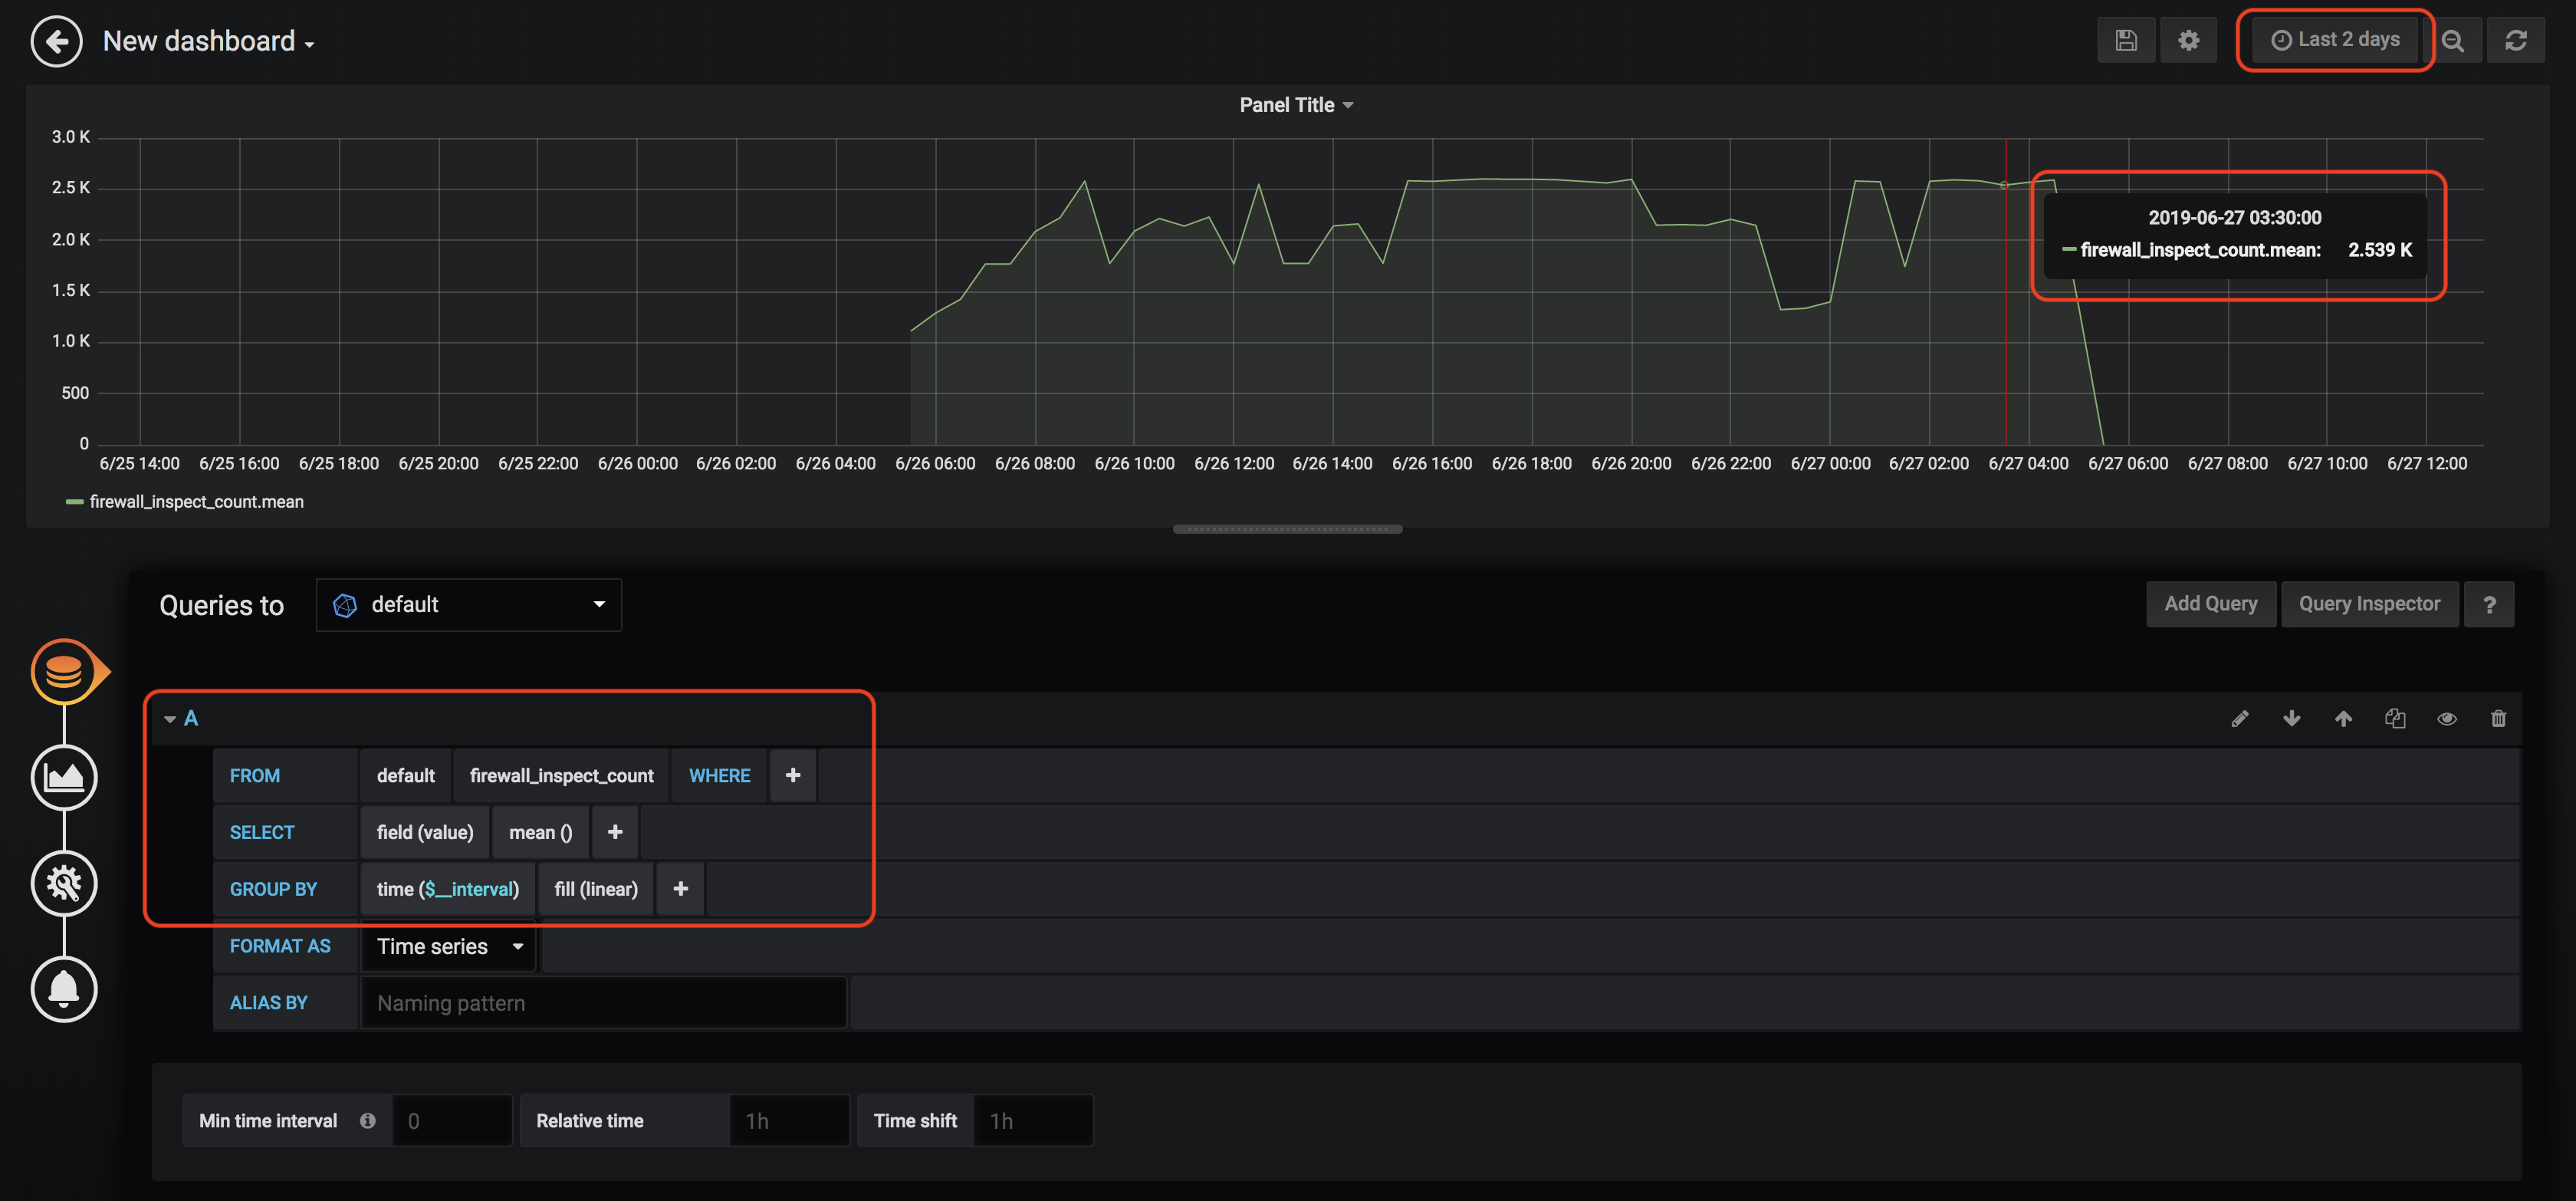 New dashboard
Last 2 days
Panel Title
3.0 K
2.5 K
2.0 K
1.5 K
1.0 K
500
0
2019-06-27 03:30:00
firewall_inspect_count.mean: 2.539 K
6/25 14:00 6/25 16:00 6/25 18:00 6/25 20:00 6/25 22:00 6/26 00:00 6/26 02:00 6/26 04:00 6/26 06:00 6/26 08:00 6/26 10:00 6/26 12:00 6/26 14:00 6/26 16:00 6/26 18:00 6/26 20:00 6/26 22:00 6/27 00:00 6/27 02:00 6/27 04:00 6/27 06:00 6/27 08:00 6/27 10:00 6/27 12:00
firewall_inspect_count.mean
Queries to default Add Query Query Inspector ?
A
FROM default firewall_inspect_count WHERE +
SELECT field (value) mean () +
GROUP BY time ($__interval) fill (linear) +
FORMAT AS Time series
ALIAS BY Naming pattern
Min time interval 0 Relative time 1h Time shift 1h